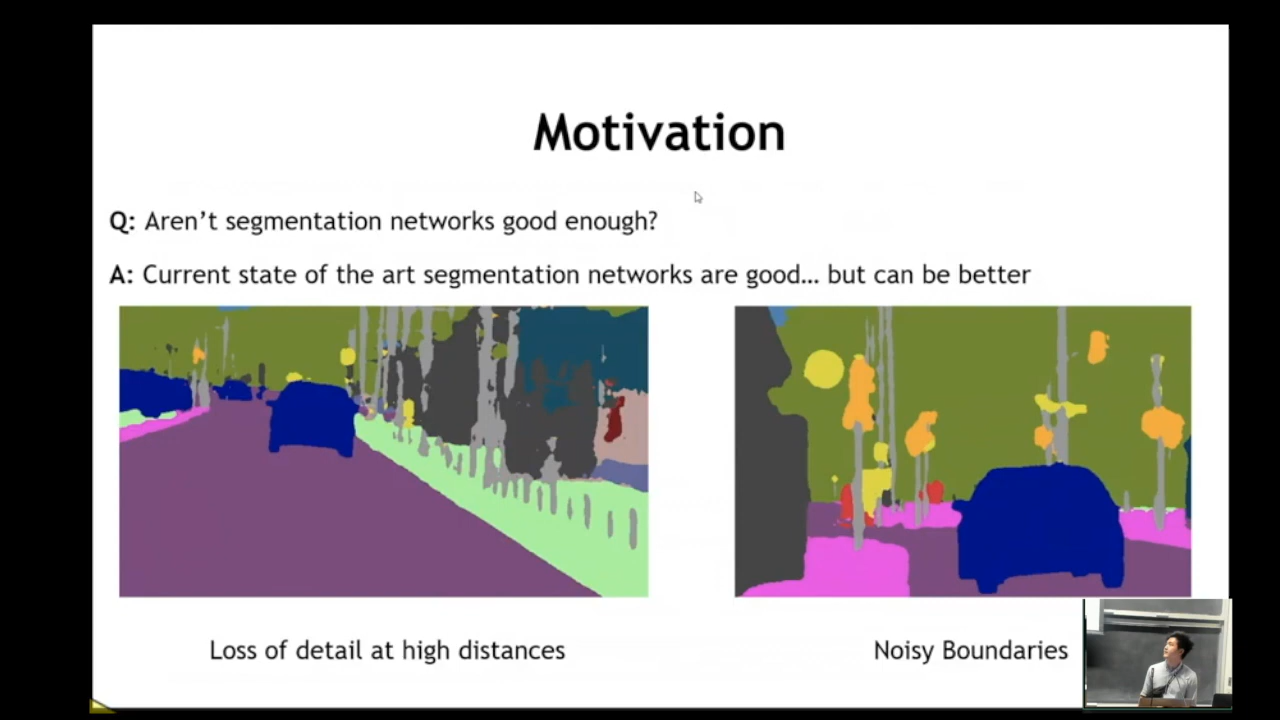 Motivation
Q: Aren't segmentation networks good enough?
A: Current state of the art segmentation networks are good... but can be better
Loss of detail at high distances
Noisy Boundaries